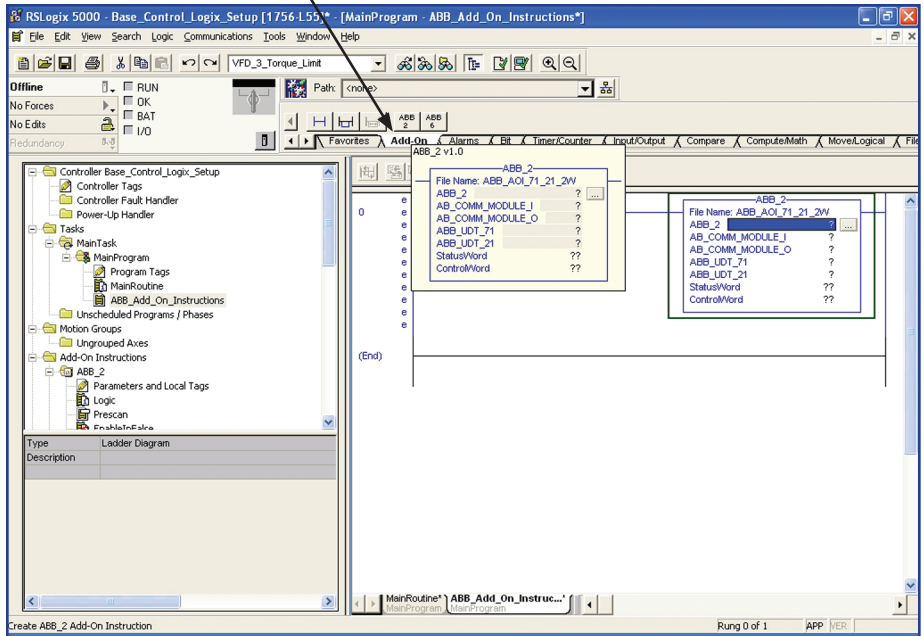 RSLogix 5000 - Base_Control_Logix_Setup [1756-L55]* - [MainProgram - ABB_Add_On_Instructions*]
File Edit View Search Logic Communications Tools Window Help
VFD_3_Torque_Limit
Offline
RUN
Path: <none>
No Forces
OK
No Edits
BAT
Redundancy
I/O
ABB 2
ABB 6
Favorites Add-On Alarms Bit Timer/Counter Input/Output Compare Compute/Math Move/Logical File
Controller Base_Control_Logix_Setup
Controller Tags
Controller Fault Handler
Power-Up Handler
Tasks
MainTask
MainProgram
Program Tags
MainRoutine
ABB_Add_On_Instructions
Unscheduled Programs / Phases
Motion Groups
Ungrouped Axes
Add-On Instructions
ABB_2
Parameters and Local Tags
Logic
Prescan
EnableInFalse
Type Ladder Diagram
Description
ABB_2 v1.0
ABB_2
File Name: ABB_AOI_71_21_2W
ABB_2 ? ...
AB_COMM_MODULE_I ?
AB_COMM_MODULE_O ?
ABB_UDT_71 ?
ABB_UDT_21 ?
StatusWord ??
ControlWord ??
0
e
e
e
e
e
e
e
e
e
e
e
ABB_2
File Name: ABB_AOI_71_21_2W
ABB_2 ? ...
AB_COMM_MODULE_I ?
AB_COMM_MODULE_O ?
ABB_UDT_71 ?
ABB_UDT_21 ?
StatusWord ??
ControlWord ??
(End)
MainRoutine* ABB_Add_On_Instruc...*
MainProgram MainProgram
Create ABB_2 Add-On Instruction
Rung 0 of 1
APP VER